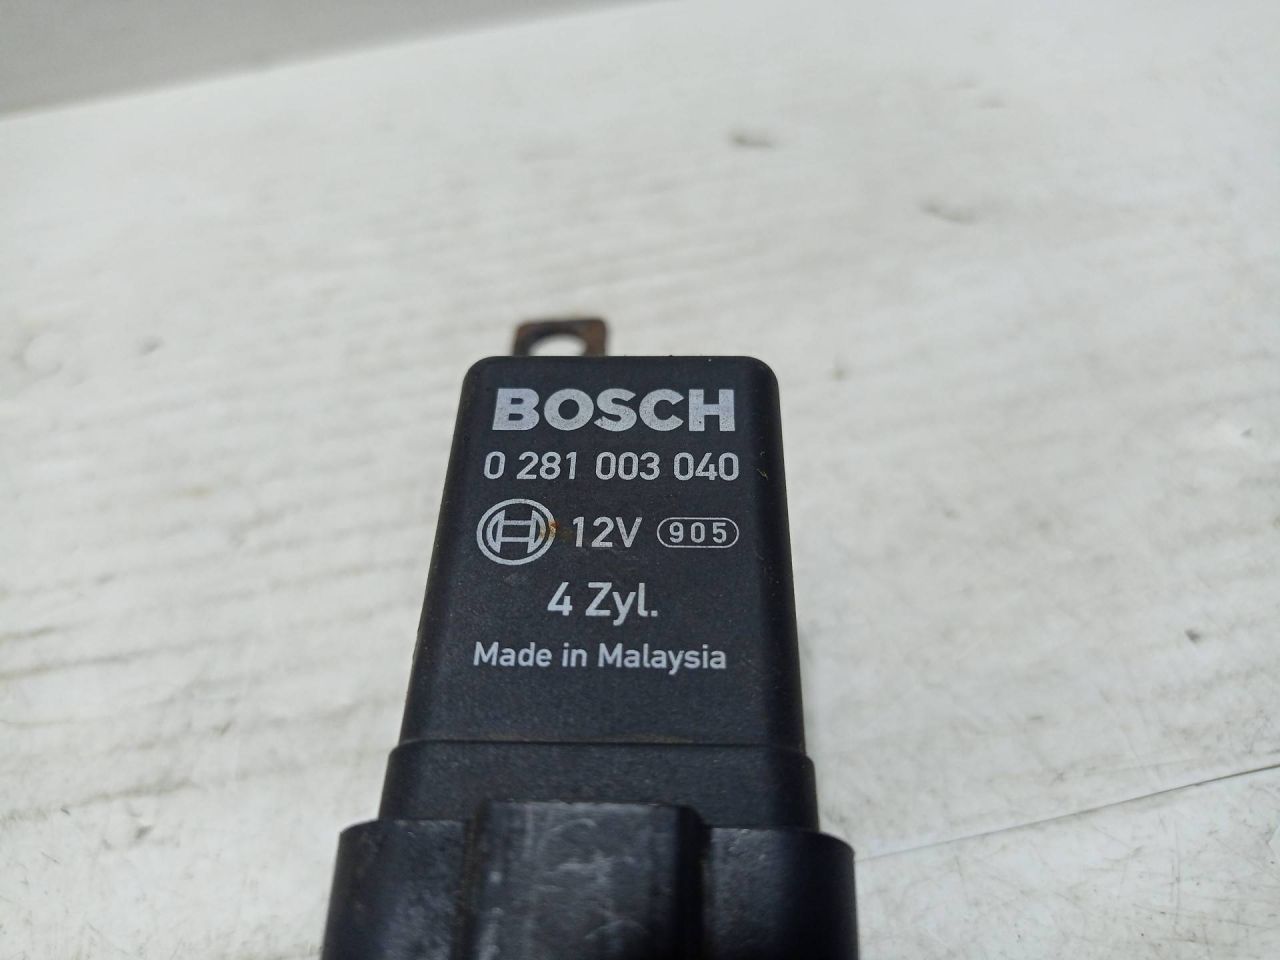 BOSCH
0 281 003 040
12V 905
4 Zyl.
Made in Malaysia